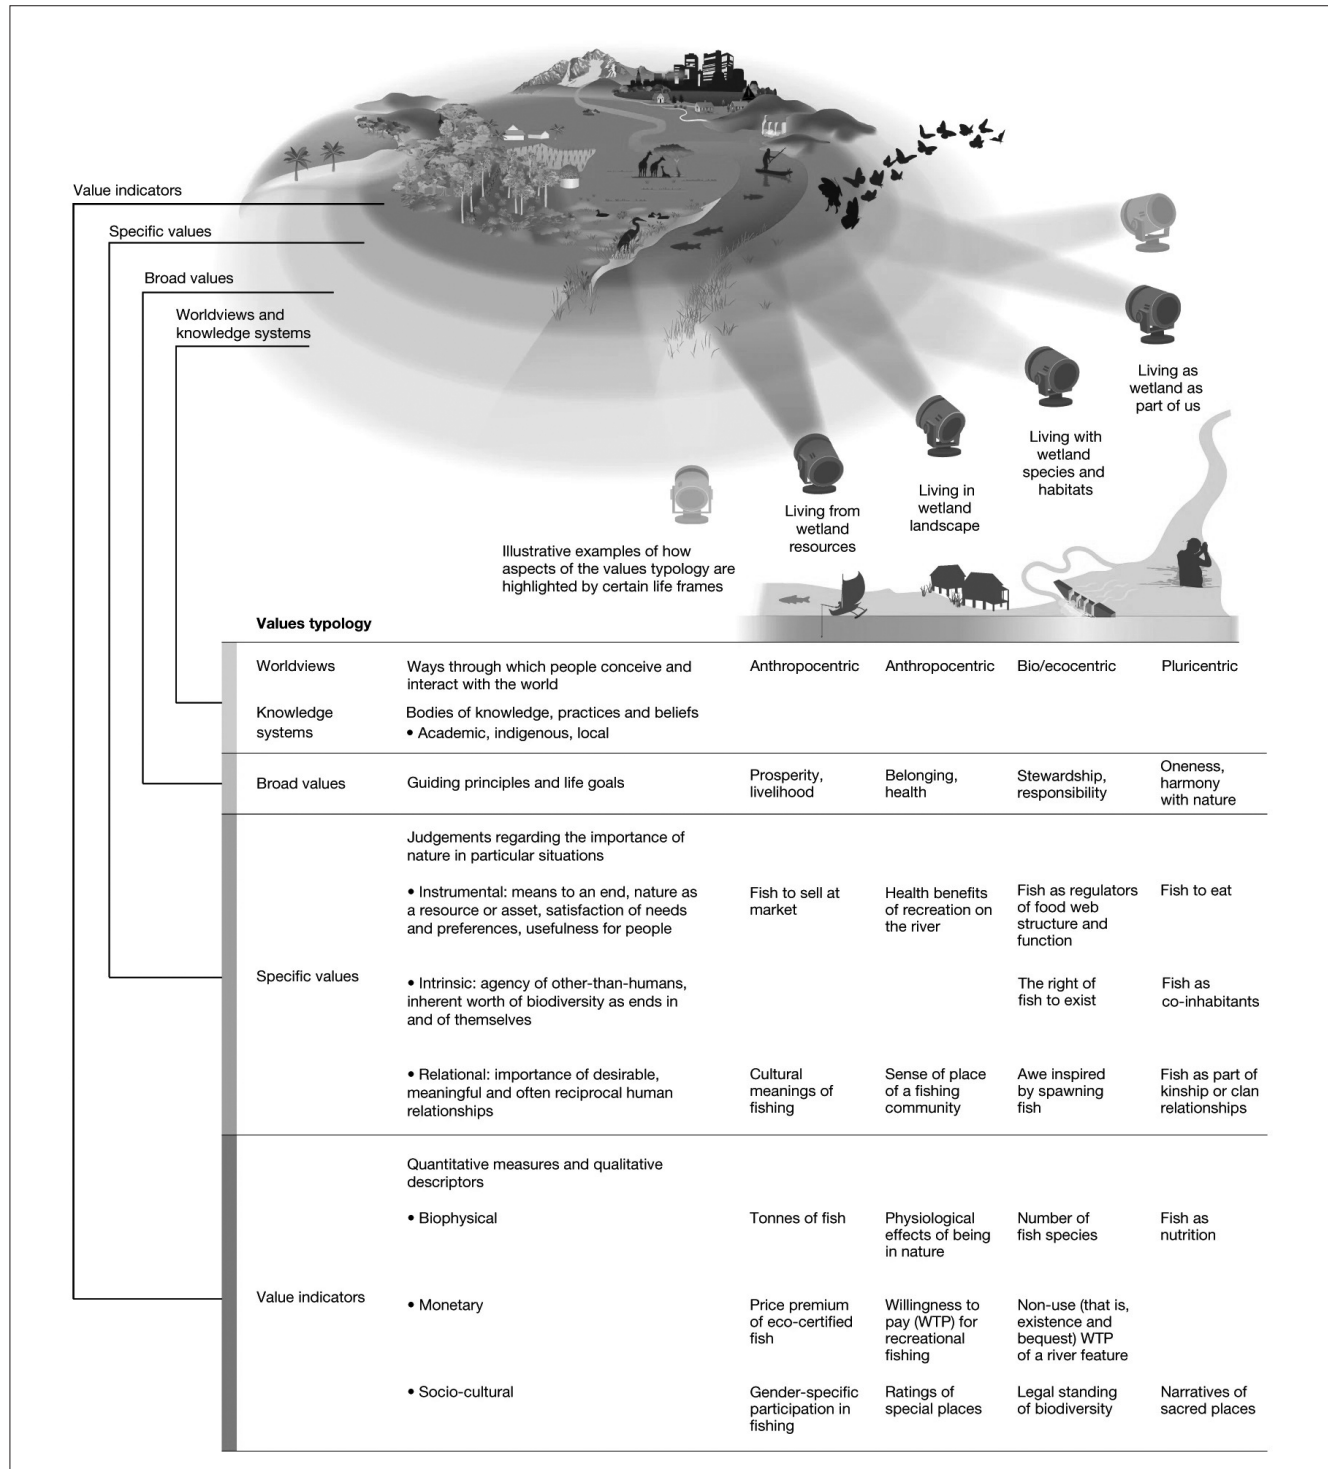 Value indicators
Specific values
Broad values
Worldviews and
knowledge systems
Living as
wetland as
part of us
Living with
wetland
species and
habitats
Living in
wetland
landscape
Living from
wetland
resources
Illustrative examples of how
aspects of the values typology are
highlighted by certain life frames
Values typology
Worldviews
Ways through which people conceive and
interact with the world
Anthropocentric
Anthropocentric
Bio/ecocentric
Pluricentric
Knowledge
systems
Bodies of knowledge, practices and beliefs
• Academic, indigenous, local
Broad values
Guiding principles and life goals
Prosperity,
livelihood
Belonging,
health
Stewardship,
responsibility
Oneness,
harmony
with nature
Specific values
Judgements regarding the importance of
nature in particular situations
• Instrumental: means to an end, nature as
a resource or asset, satisfaction of needs
and preferences, usefulness for people
Fish to sell at
market
Health benefits
of recreation on
the river
Fish as regulators
of food web
structure and
function
Fish to eat
• Intrinsic: agency of other-than-humans,
inherent worth of biodiversity as ends in
and of themselves
The right of
fish to exist
Fish as
co-inhabitants
• Relational: importance of desirable,
meaningful and often reciprocal human
relationships
Cultural
meanings of
fishing
Sense of place
of a fishing
community
Awe inspired
by spawning
fish
Fish as part of
kinship or clan
relationships
Value indicators
Quantitative measures and qualitative
descriptors
• Biophysical
Tonnes of fish
Physiological
effects of being
in nature
Number of
fish species
Fish as
nutrition
• Monetary
Price premium
of eco-certified
fish
Willingness to
pay (WTP) for
recreational
fishing
Non-use (that is,
existence and
bequest) WTP
of a river feature
• Socio-cultural
Gender-specific
participation in
fishing
Ratings of
special places
Legal standing
of biodiversity
Narratives of
sacred places